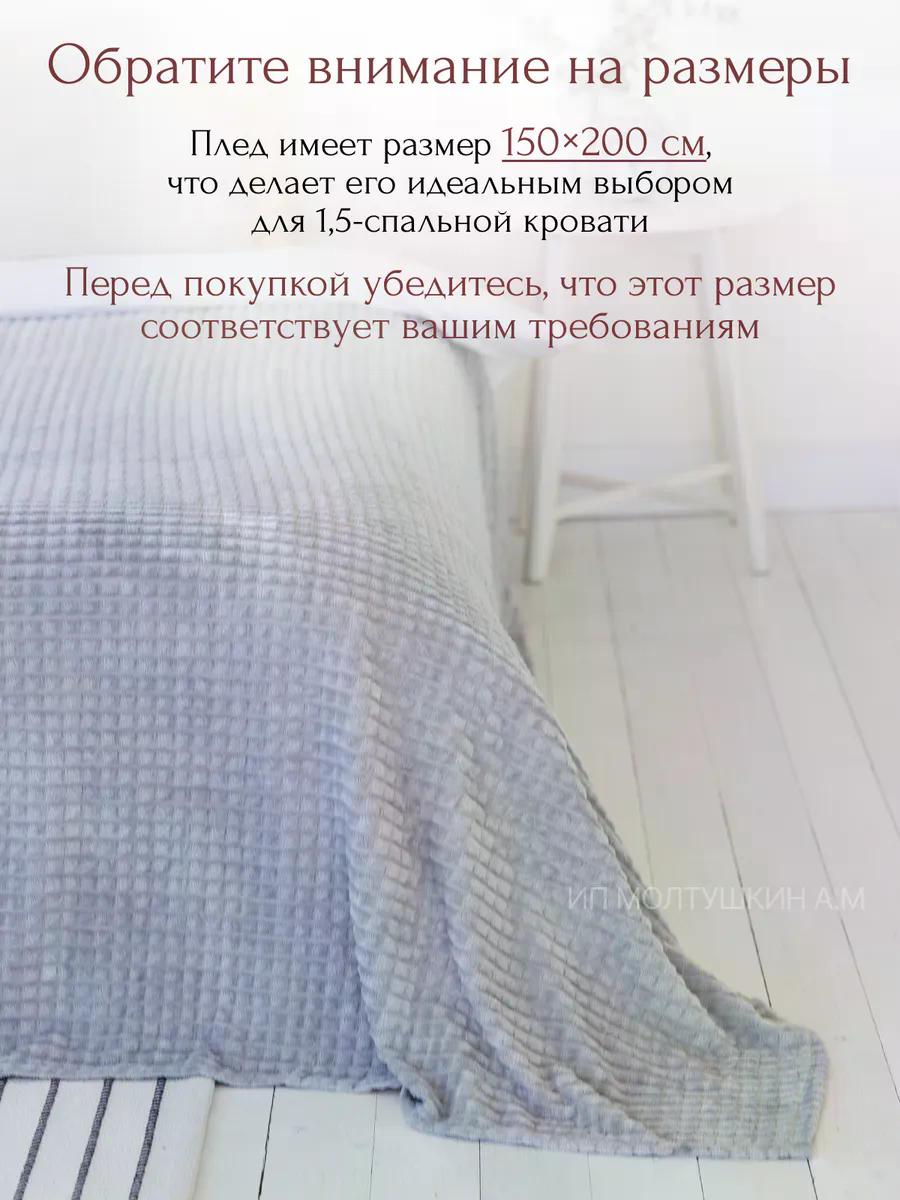 Обратите внимание на размеры
Плед имеет размер 150×200 см,
что делает его идеальным выбором
для 1,5-спальной кровати
Перед покупкой убедитесь, что этот размер
соответствует вашим требованиям
ИП МОЛТУШКИН А.М